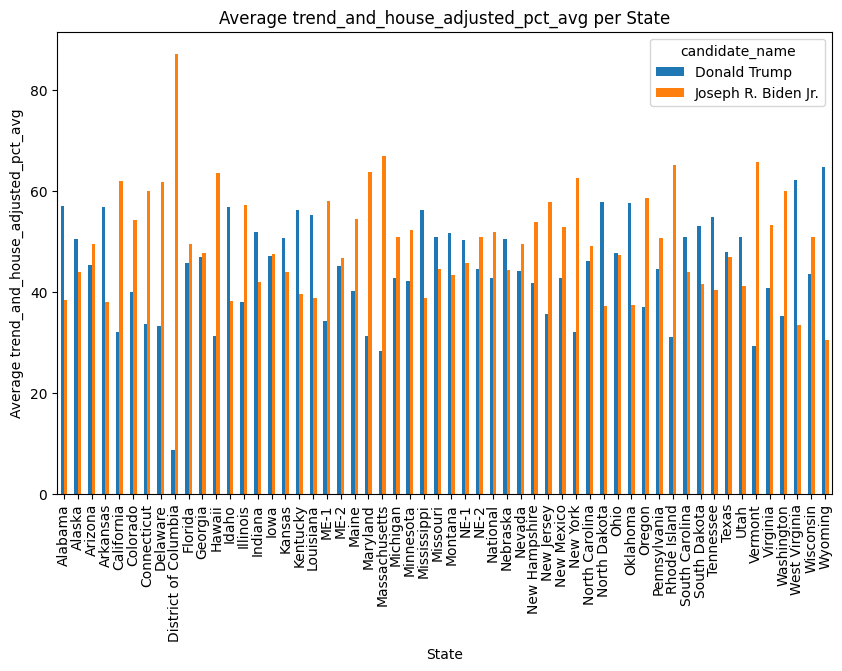 Average trend_and_house_adjusted_pct_avg per State
candidate_name
Donald Trump
Joseph R. Biden Jr.
Average trend_and_house_adjusted_pct_avg
80
60
40
20
0
Alabama
Alaska
Arizona
Arkansas
California
Colorado
Connecticut
Delaware
District of Columbia
Florida
Georgia
Hawaii
Idaho
Illinois
Indiana
Iowa
Kansas
Kentucky
Louisiana
ME-1
ME-2
Maine
Maryland
Massachusetts
Michigan
Minnesota
Mississippi
Missouri
Montana
NE-1
NE-2
National
Nebraska
Nevada
New Hampshire
New Jersey
New Mexico
New York
North Carolina
North Dakota
Ohio
Oklahoma
Oregon
Pennsylvania
Rhode Island
South Carolina
South Dakota
Tennessee
Texas
Utah
Vermont
Virginia
Washington
West Virginia
Wisconsin
Wyoming
State